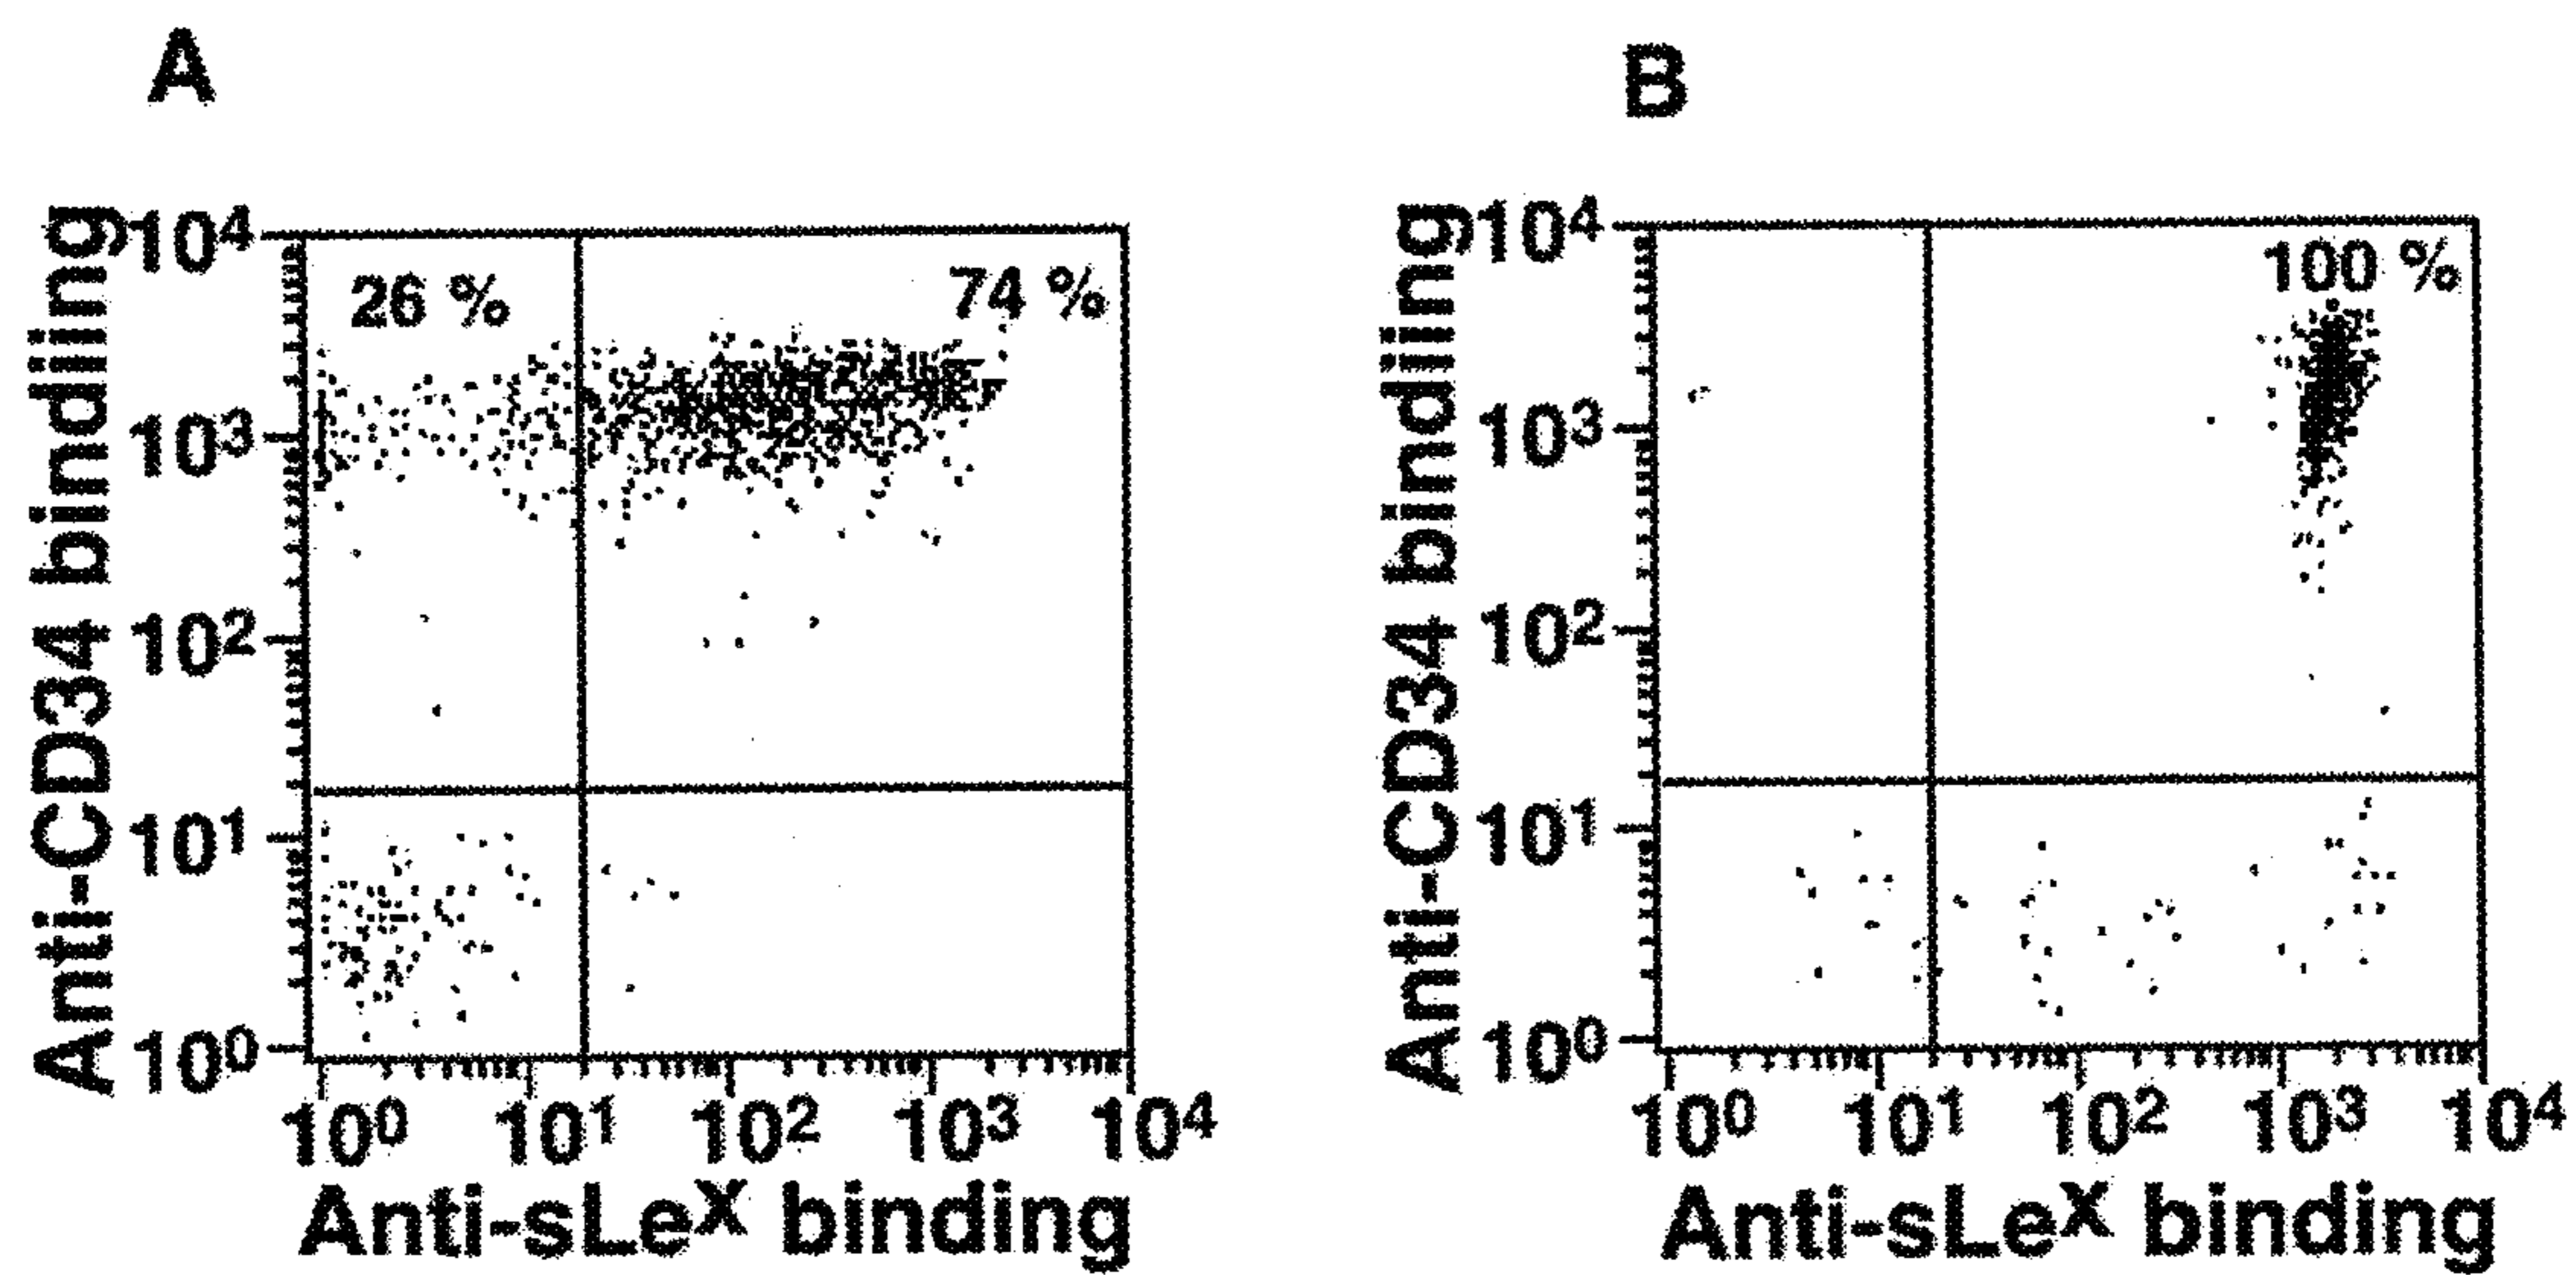 A
Anti-CD34 binding
10⁴
10³
10²
10¹
10⁰
26 %
74 %
10⁰ 10¹ 10² 10³ 10⁴
Anti-sLeˣ binding
B
Anti-CD34 binding
10⁴
10³
10²
10¹
10⁰
100 %
10⁰ 10¹ 10² 10³ 10⁴
Anti-sLeˣ binding